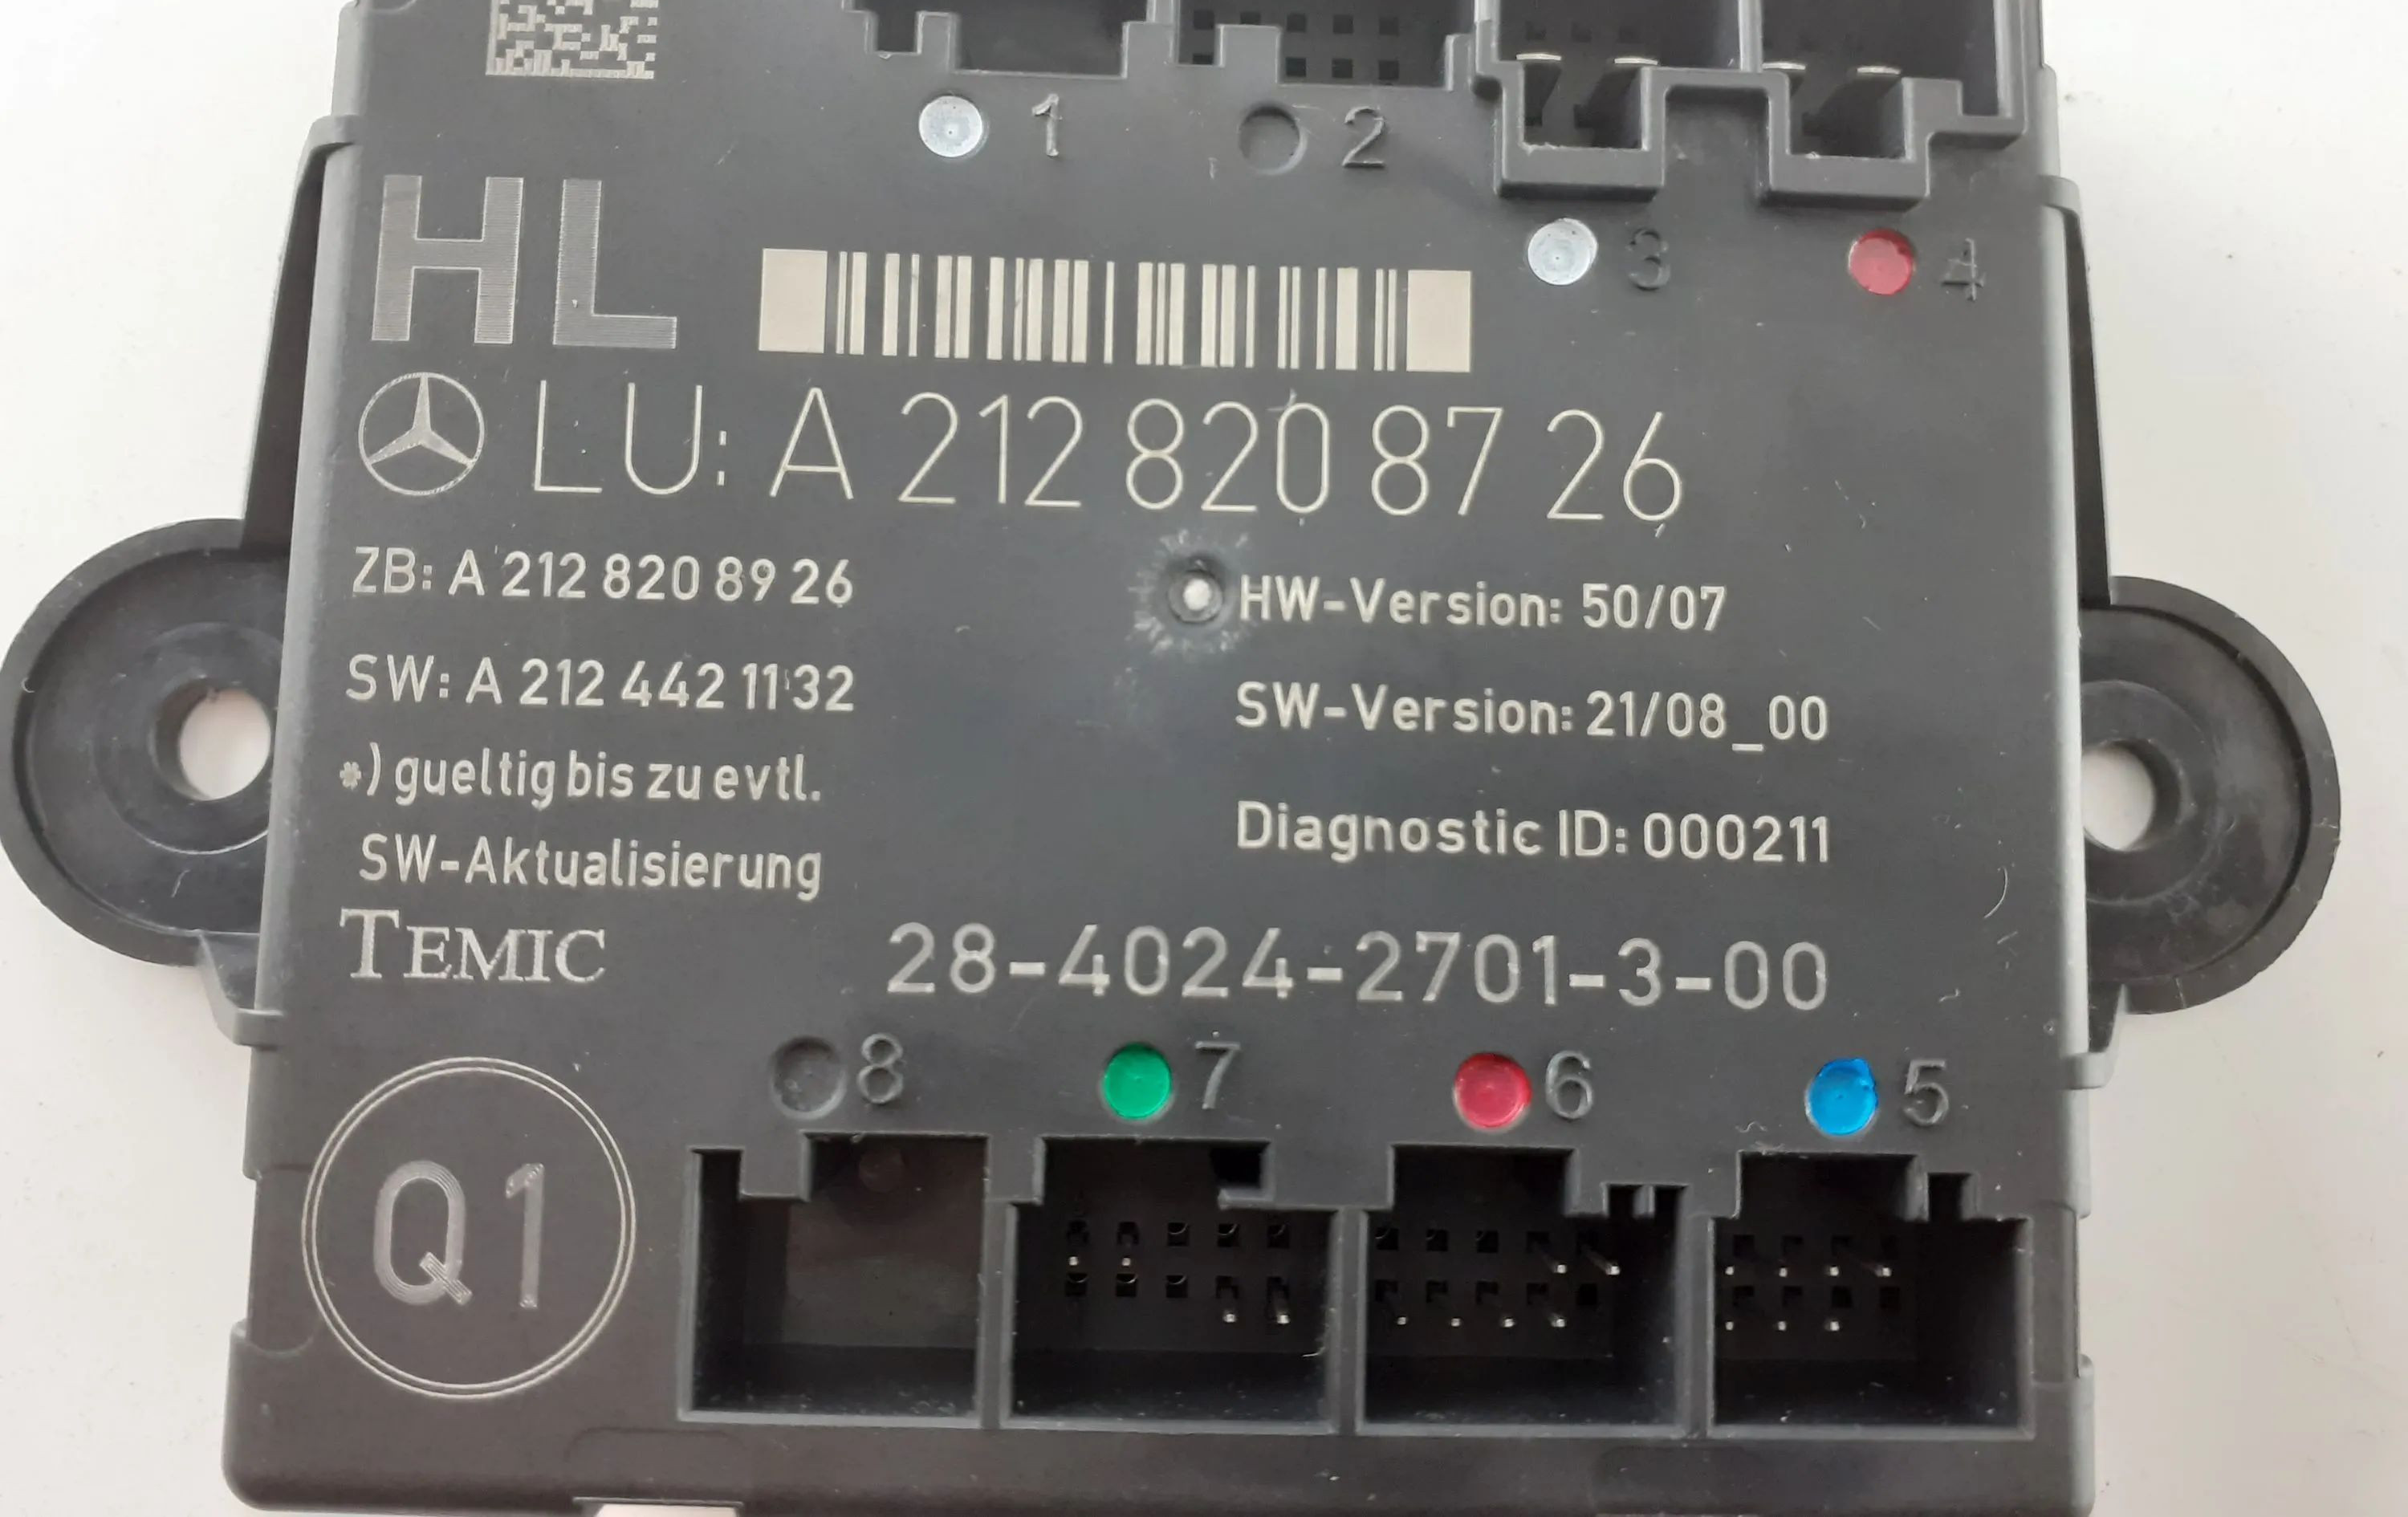 1
2
3
4
HL
LU: A 212 820 87 26
ZB: A 212 820 89 26
HW-Version: 50/07
SW: A 212 442 11 32
SW-Version: 21/08_00
*) gueltig bis zu evtl.
SW-Aktualisierung
Diagnostic ID: 000211
TEMIC
28-4024-2701-3-00
8
7
6
5
Q1